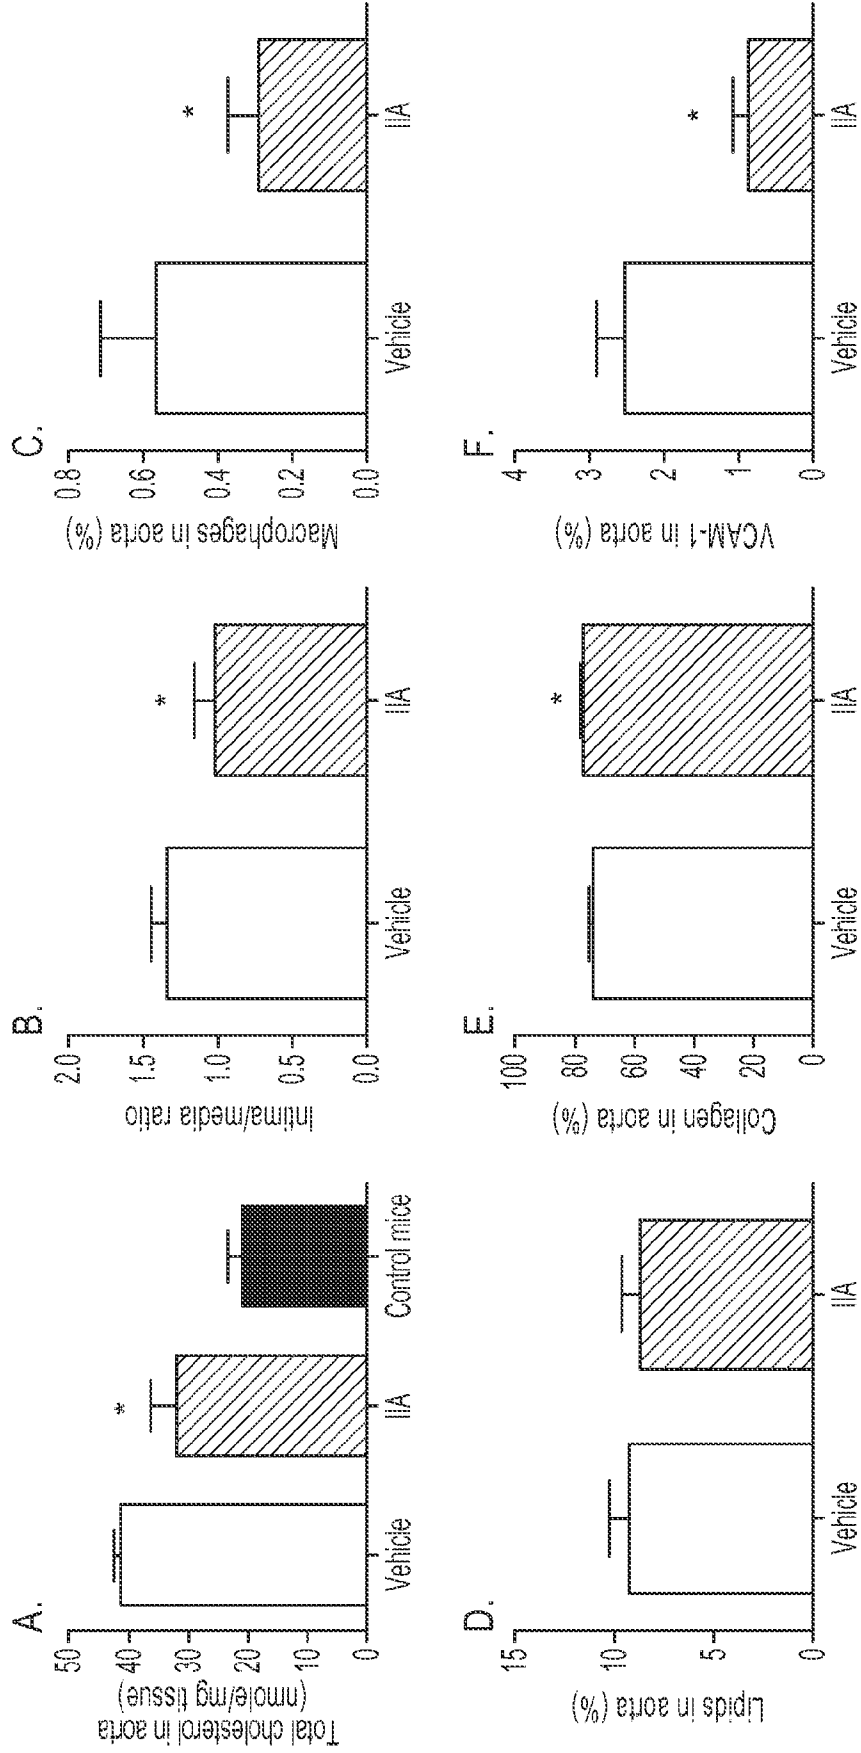 A.
Total cholesterol in aorta
(nmole/mg tissue)
50
40
30
20
10
0
*
Vehicle
IIA
Control mice
B.
Intima/media ratio
2.0
1.5
1.0
0.5
0.0
*
Vehicle
IIA
C.
Macrophages in aorta (%)
0.8
0.6
0.4
0.2
0.0
*
Vehicle
IIA
D.
Lipids in aorta (%)
15
10
5
0
Vehicle
IIA
E.
Collagen in aorta (%)
100
80
60
40
20
0
*
Vehicle
IIA
F.
VCAM-1 in aorta (%)
4
3
2
1
0
*
Vehicle
IIA